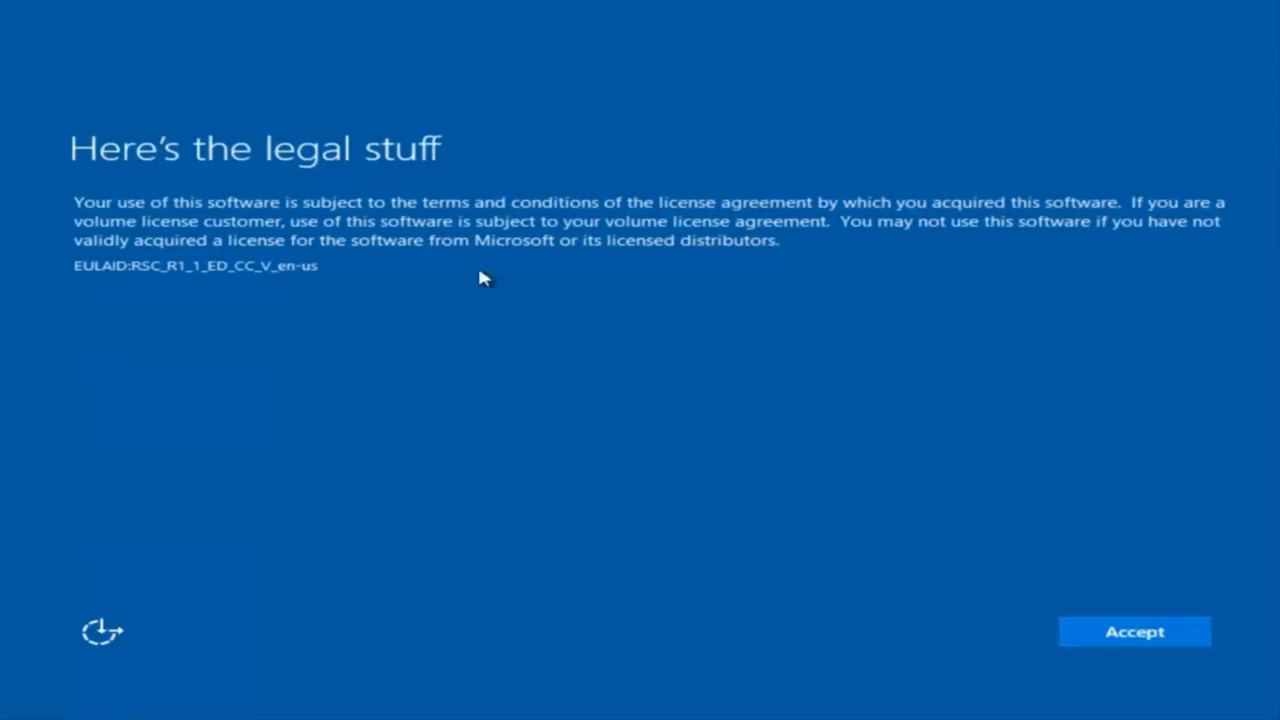 Here's the legal stuff
Your use of this software is subject to the terms and conditions of the license agreement by which you acquired this software.  If you are a
volume license customer, use of this software is subject to your volume license agreement.  You may not use this software if you have not
validly acquired a license for the software from Microsoft or its licensed distributors.
EULAID:RSC_R1_1_ED_CC_V_en-us
Accept